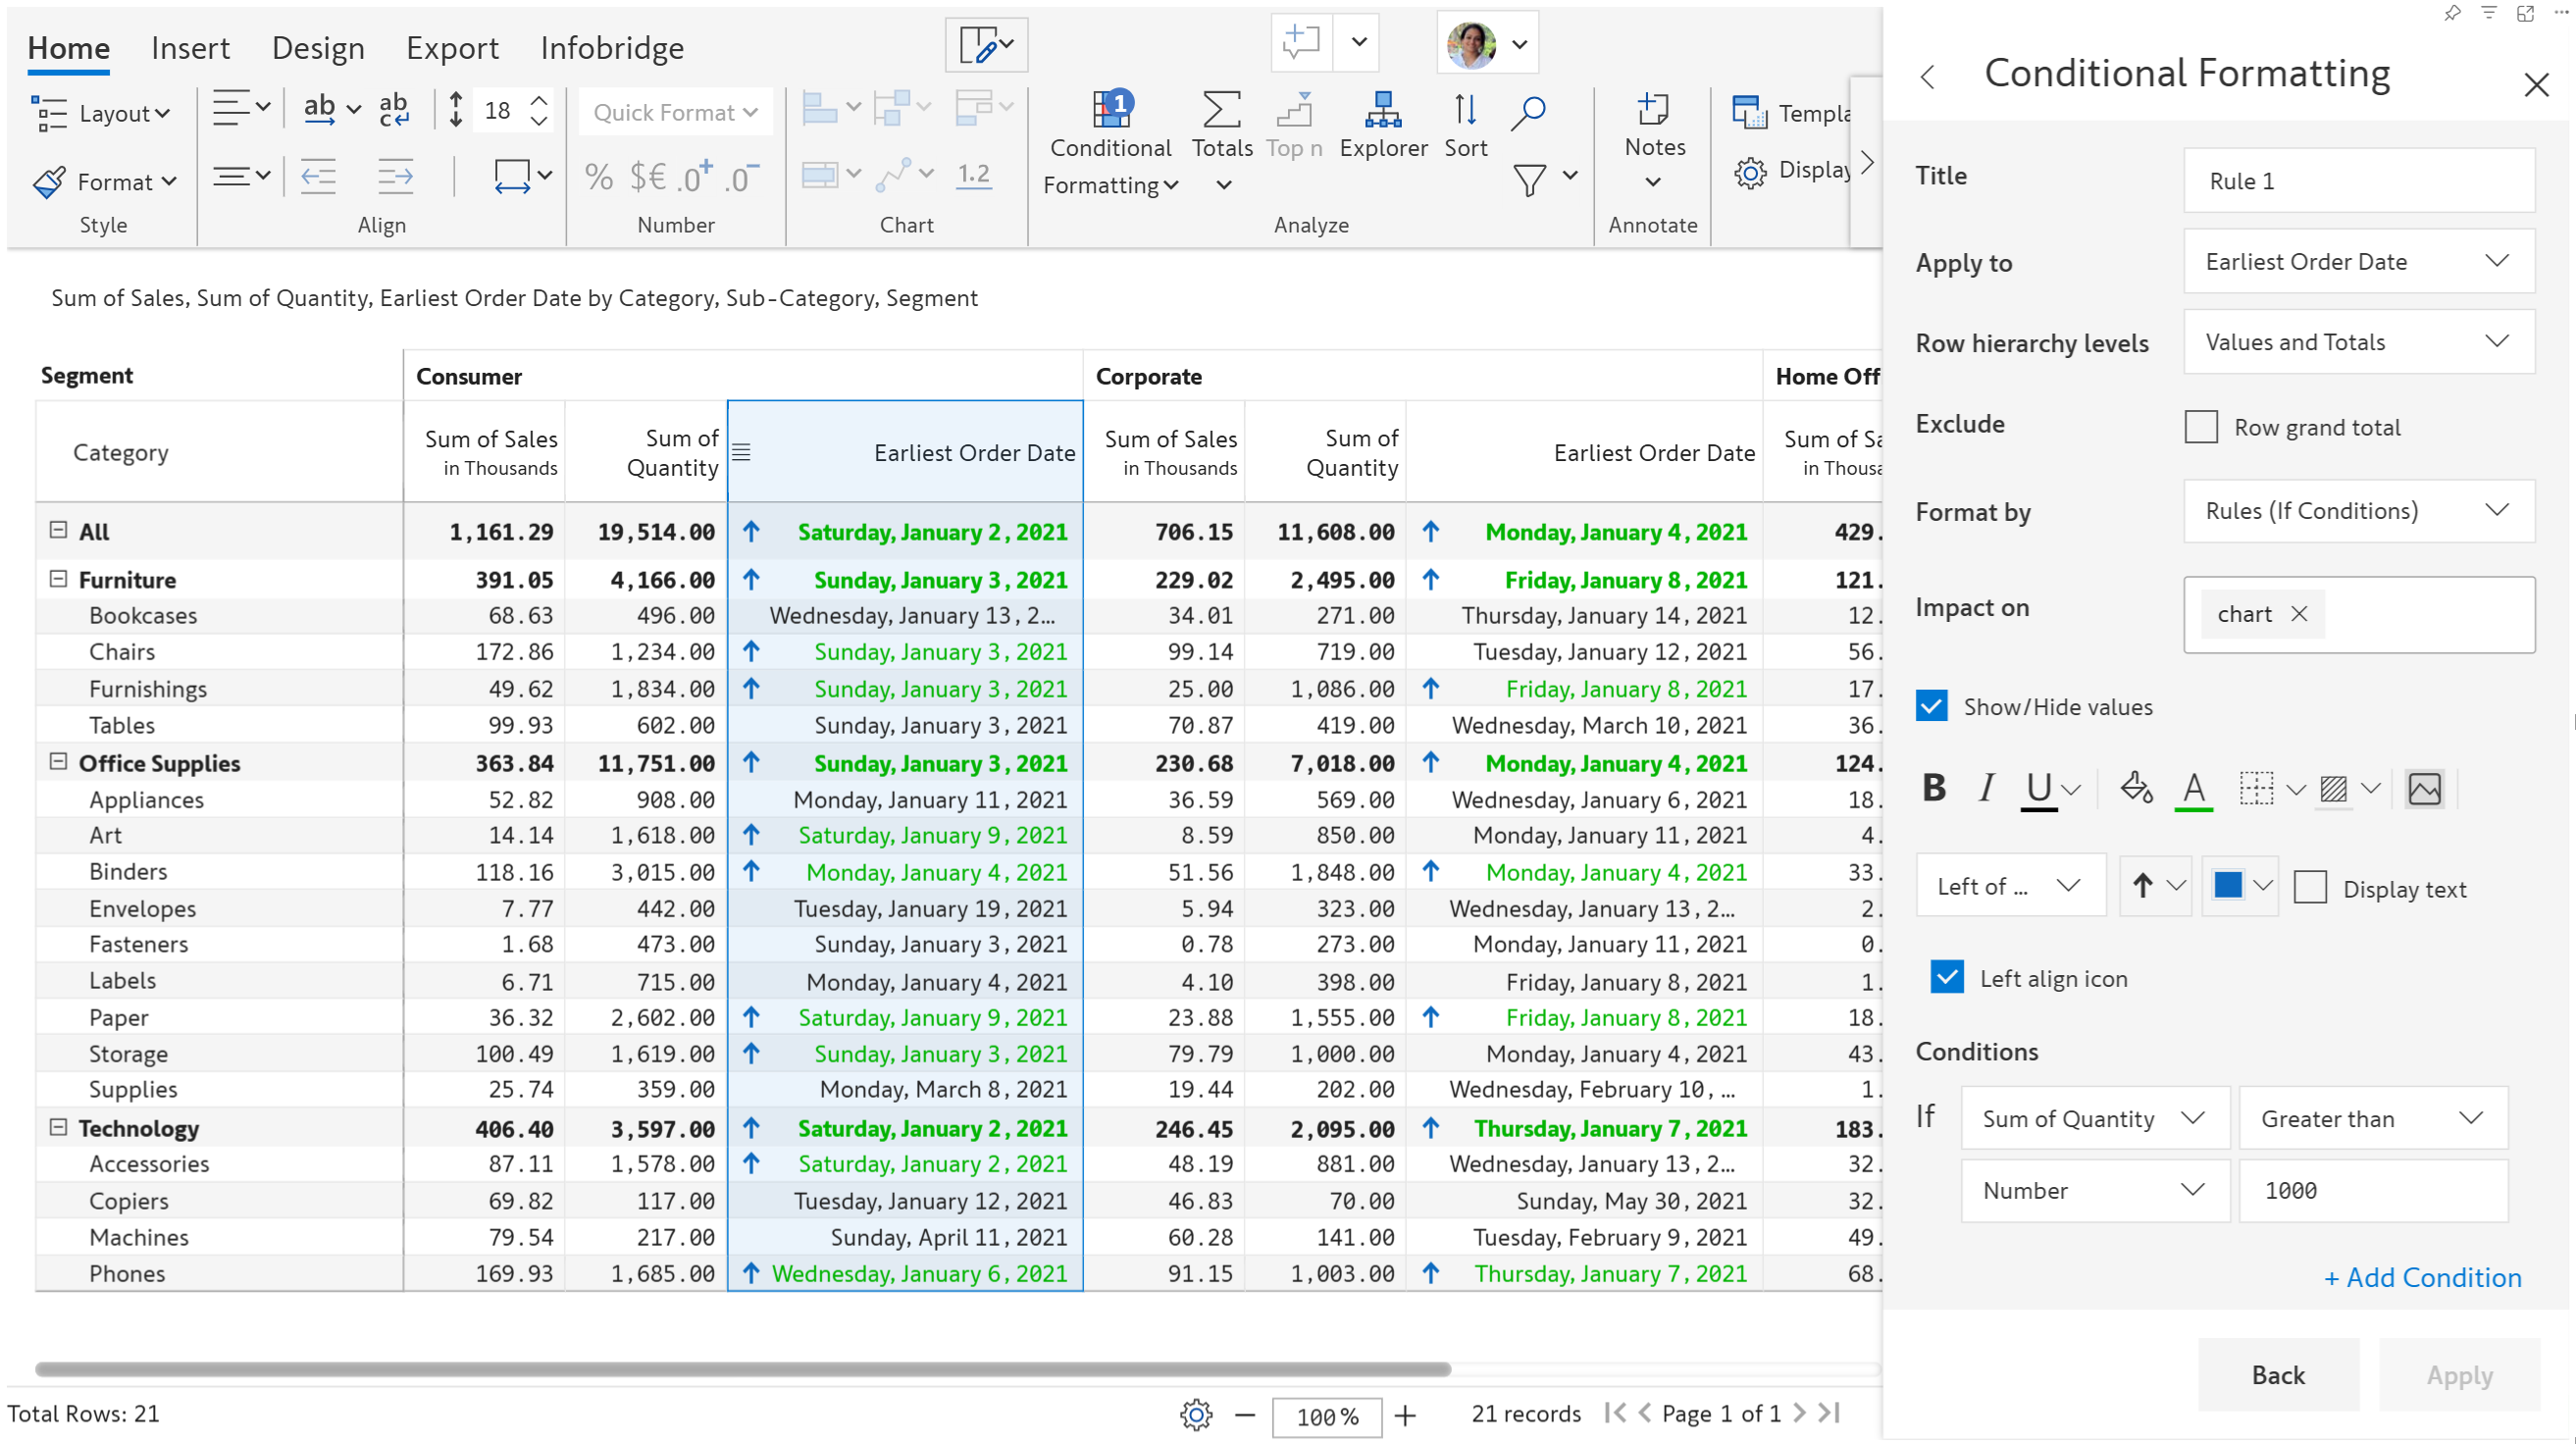 Home Insert Design Export Infobridge
Layout ab ab c 18 Quick Format 1
Format % $€ .0+ .0- 1.2
Conditional Formatting Totals Top n Explorer Sort Notes
Templa
Display
Style Align Number Chart Analyze Annotate
Sum of Sales, Sum of Quantity, Earliest Order Date by Category, Sub-Category, Segment
Segment Consumer Corporate Home Off
Category Sum of Sales in Thousands Sum of Quantity Earliest Order Date Sum of Sales in Thousands Sum of Quantity Earliest Order Date Sum of Sa in Thousa
All 1,161.29 19,514.00 Saturday, January 2, 2021 706.15 11,608.00 Monday, January 4, 2021 429.
Furniture 391.05 4,166.00 Sunday, January 3, 2021 229.02 2,495.00 Friday, January 8, 2021 121.
Bookcases 68.63 496.00 Wednesday, January 13, 2... 34.01 271.00 Thursday, January 14, 2021 12.
Chairs 172.86 1,234.00 Sunday, January 3, 2021 99.14 719.00 Tuesday, January 12, 2021 56.
Furnishings 49.62 1,834.00 Sunday, January 3, 2021 25.00 1,086.00 Friday, January 8, 2021 17.
Tables 99.93 602.00 Sunday, January 3, 2021 70.87 419.00 Wednesday, March 10, 2021 36.
Office Supplies 363.84 11,751.00 Sunday, January 3, 2021 230.68 7,018.00 Monday, January 4, 2021 124.
Appliances 52.82 908.00 Monday, January 11, 2021 36.59 569.00 Wednesday, January 6, 2021 18.
Art 14.14 1,618.00 Saturday, January 9, 2021 8.59 850.00 Monday, January 11, 2021 4.
Binders 118.16 3,015.00 Monday, January 4, 2021 51.56 1,848.00 Monday, January 4, 2021 33.
Envelopes 7.77 442.00 Tuesday, January 19, 2021 5.94 323.00 Wednesday, January 13, 2... 2.
Fasteners 1.68 473.00 Sunday, January 3, 2021 0.78 273.00 Monday, January 11, 2021 0.
Labels 6.71 715.00 Monday, January 4, 2021 4.10 398.00 Friday, January 8, 2021 1.
Paper 36.32 2,602.00 Saturday, January 9, 2021 23.88 1,555.00 Friday, January 8, 2021 18.
Storage 100.49 1,619.00 Sunday, January 3, 2021 79.79 1,000.00 Monday, January 4, 2021 43.
Supplies 25.74 359.00 Monday, March 8, 2021 19.44 202.00 Wednesday, February 10, ... 1.
Technology 406.40 3,597.00 Saturday, January 2, 2021 246.45 2,095.00 Thursday, January 7, 2021 183.
Accessories 87.11 1,578.00 Saturday, January 2, 2021 48.19 881.00 Wednesday, January 13, 2... 32.
Copiers 69.82 117.00 Tuesday, January 12, 2021 46.83 70.00 Sunday, May 30, 2021 32.
Machines 79.54 217.00 Sunday, April 11, 2021 60.28 141.00 Tuesday, February 9, 2021 49.
Phones 169.93 1,685.00 Wednesday, January 6, 2021 91.15 1,003.00 Thursday, January 7, 2021 68.
Total Rows: 21 100% 21 records Page 1 of 1
Conditional Formatting
Title Rule 1
Apply to Earliest Order Date
Row hierarchy levels Values and Totals
Exclude Row grand total
Format by Rules (If Conditions)
Impact on chart
Show/Hide values
B I U A
Left of ... Display text
Left align icon
Conditions
If Sum of Quantity Greater than
Number 1000
+ Add Condition
Back Apply